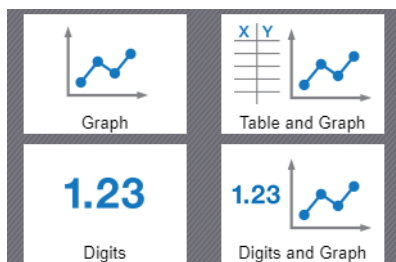 X Y
Graph
Table and Graph
1.23
1.23
Digits
Digits and Graph